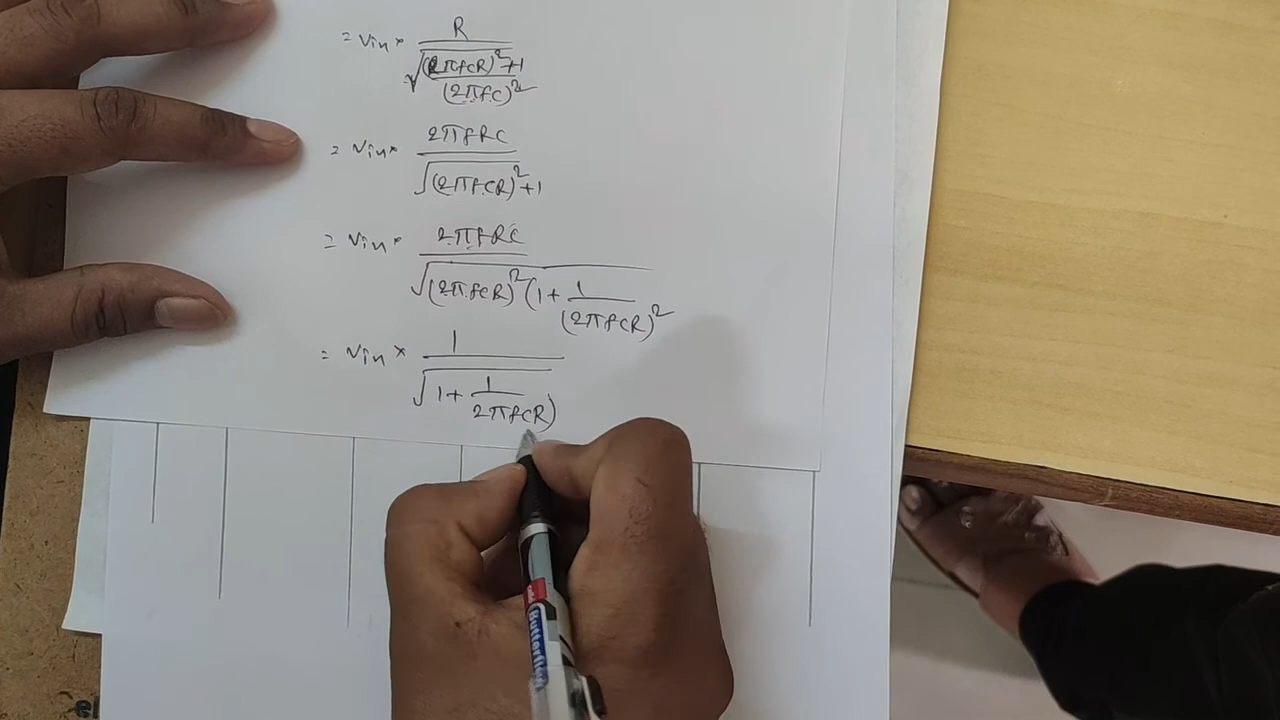 = Vin × R / √((2πfCR)² + 1 / (2πfC)²)
= Vin × 2πfRC / √((2πfCR)² + 1
= Vin × 2πfRC / √((2πfCR)² (1 + 1 / (2πfCR)²
= Vin × 1 / √(1 + 1 / 2πfCR)
Butterflow